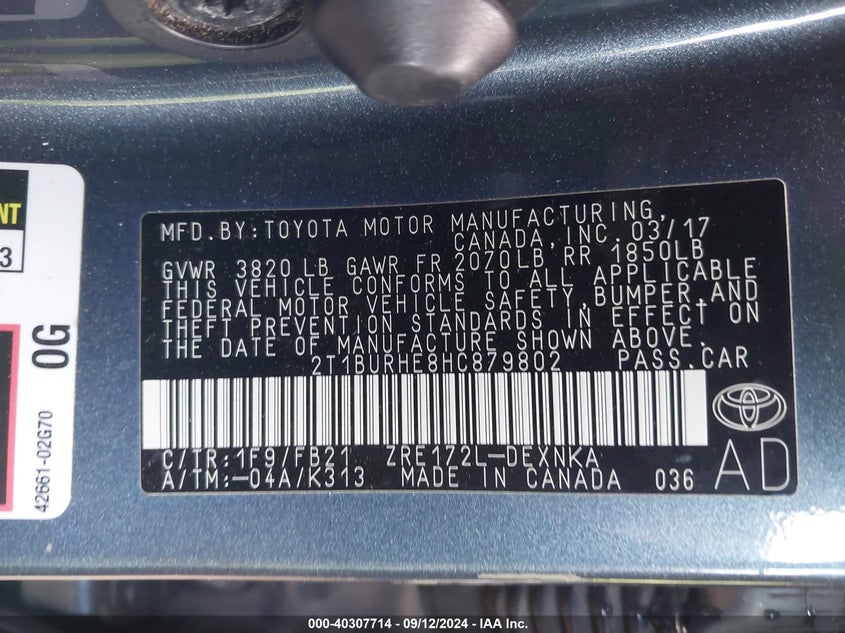 NT
3
0G
42661-02G70
MFD. BY: TOYOTA MOTOR MANUFACTURING,
CANADA, INC. 03/17
GVWR 3820 LB GAWR FR 2070LB RR 1850LB
THIS VEHICLE CONFORMS TO ALL APPLICABLE
FEDERAL MOTOR VEHICLE SAFETY, BUMPER, AND
THEFT PREVENTION STANDARDS IN EFFECT ON
THE DATE OF MANUFACTURE SHOWN ABOVE.
2T1BURHE8HC879802 PASS. CAR
C/TR: 1F9/FB21 ZRE172L-DEXNKA
A/TM: -04A/K313 MADE IN CANADA 036
AD
000-40307714 - 09/12/2024 - IAA Inc.